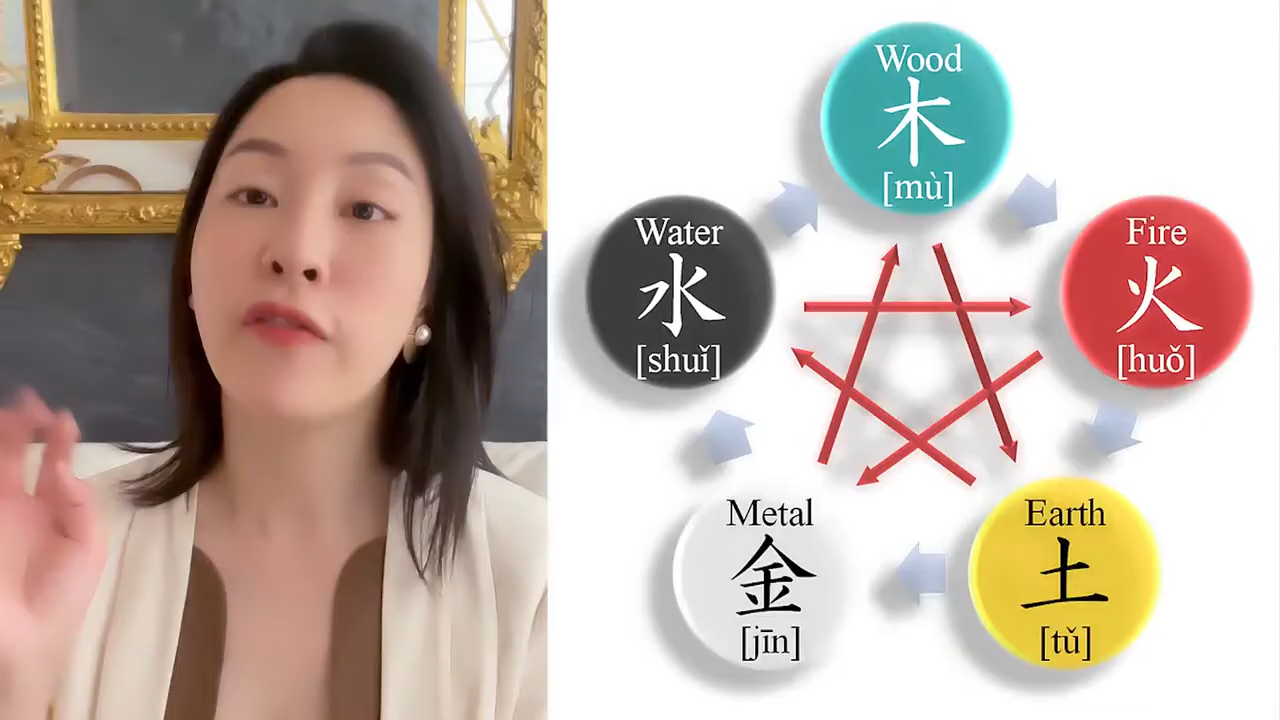 Wood
木
[mù]
Water
水
[shuǐ]
Fire
火
[huǒ]
Metal
金
[jīn]
Earth
土
[tǔ]